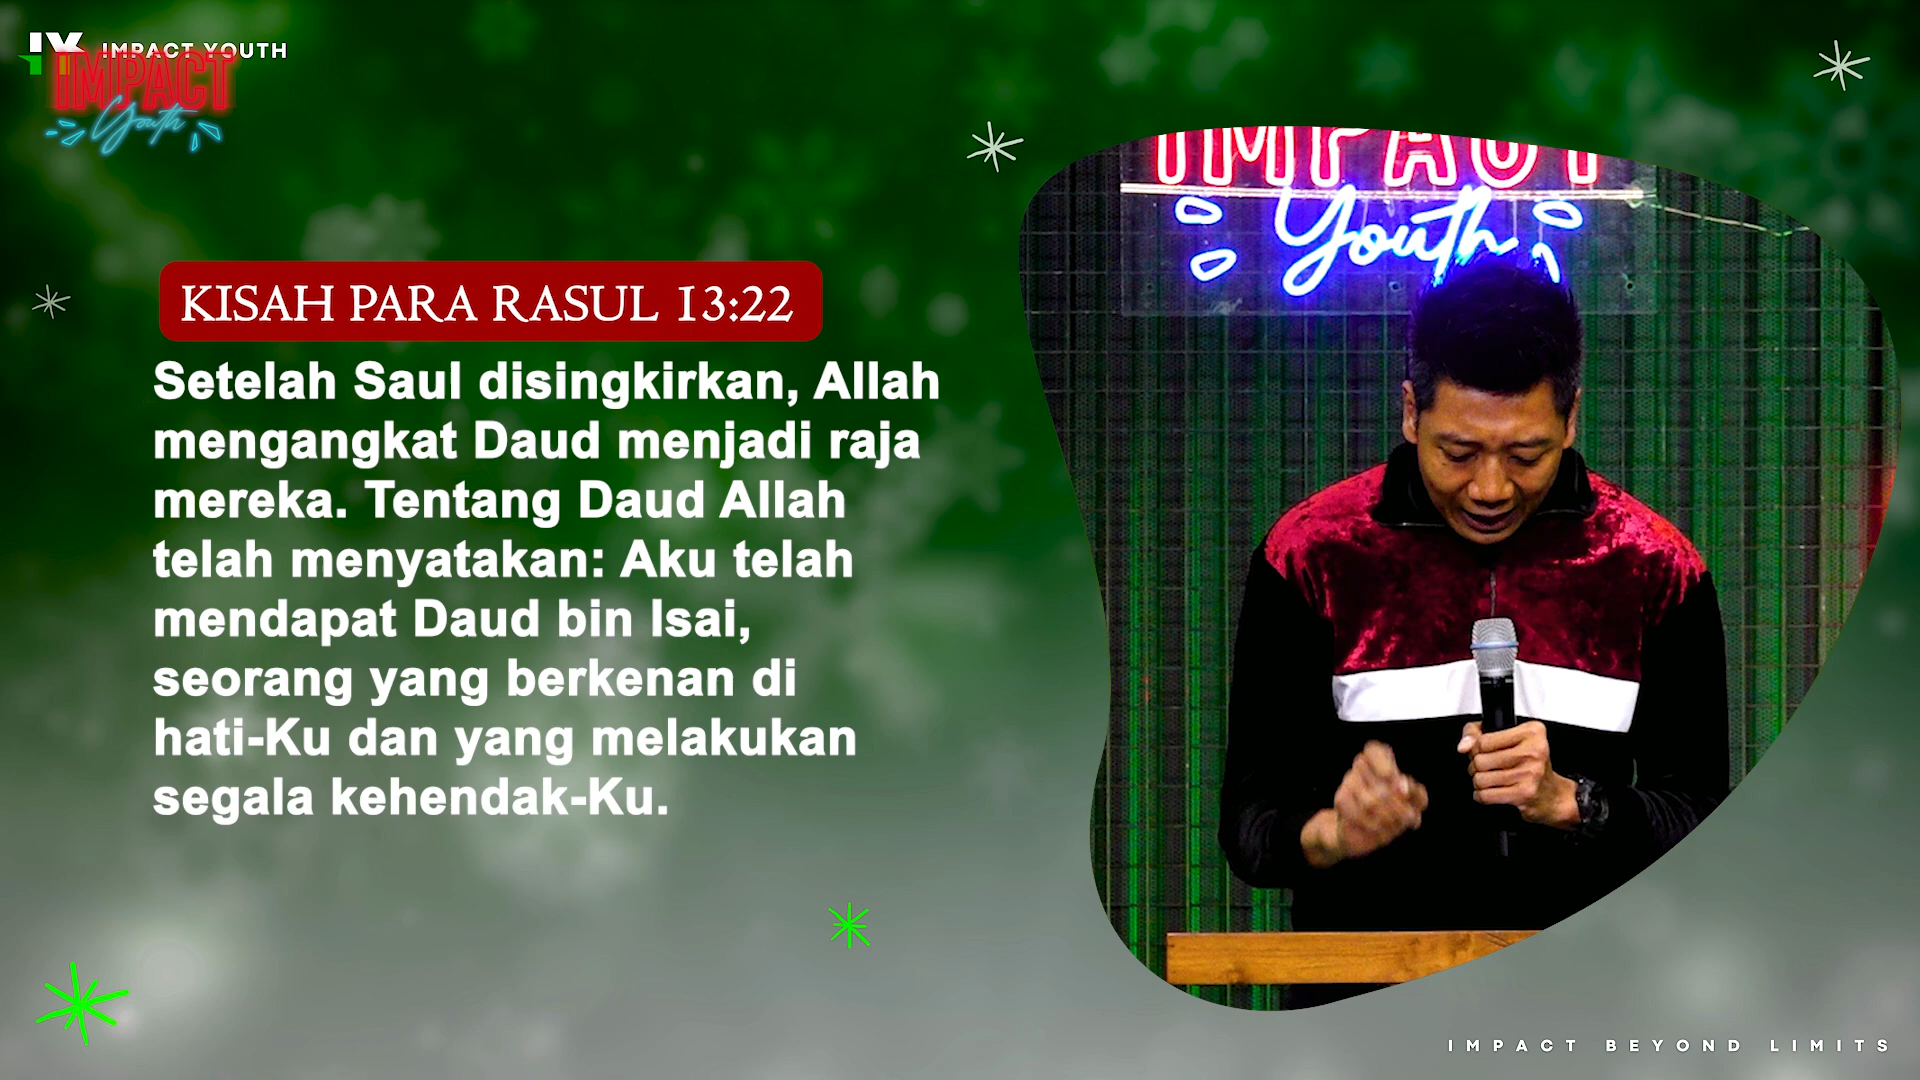 IMPACT YOUTH
IMPACT
Youth
IMPACT
Youth
KISAH PARA RASUL 13:22
Setelah Saul disingkirkan, Allah
mengangkat Daud menjadi raja
mereka. Tentang Daud Allah
telah menyatakan: Aku telah
mendapat Daud bin Isai,
seorang yang berkenan di
hati-Ku dan yang melakukan
segala kehendak-Ku.
IMPACT BEYOND LIMITS